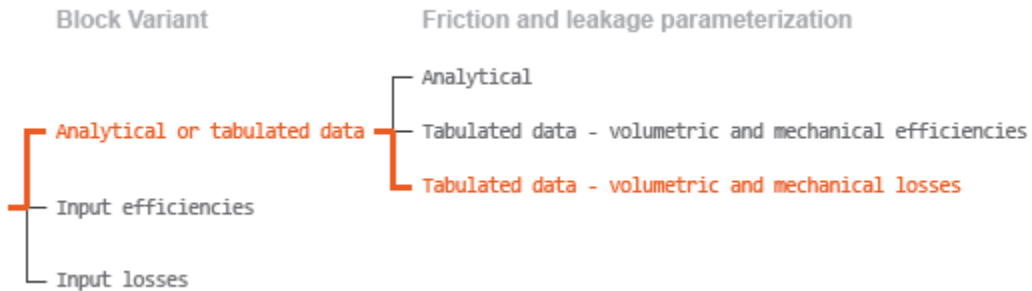 Block Variant
Friction and leakage parameterization
Analytical
Analytical or tabulated data
Tabulated data - volumetric and mechanical efficiencies
Tabulated data - volumetric and mechanical losses
Input efficiencies
Input losses